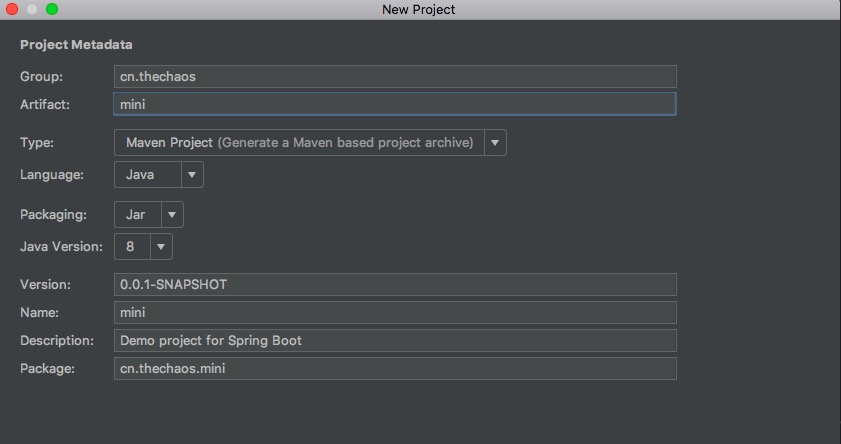 New Project
Project Metadata
Group: cn.thechaos
Artifact: mini
Type: Maven Project (Generate a Maven based project archive)
Language: Java
Packaging: Jar
Java Version: 8
Version: 0.0.1-SNAPSHOT
Name: mini
Description: Demo project for Spring Boot
Package: cn.thechaos.mini